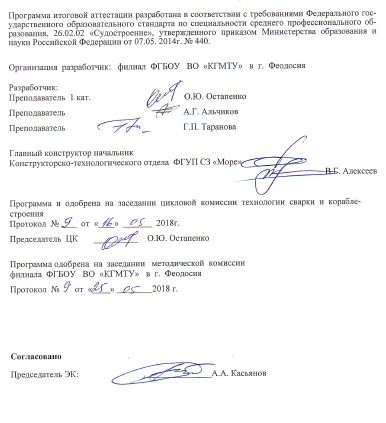 Программа итоговой аттестации разработана в соответствии с требованиями Федерального гос-
ударственного образовательного стандарта по специальности среднего профессионального об-
разования, 26.02.02 «Судостроение», утвержденного приказом Министерства образования и
науки Российской Федерации от 07.05. 2014г. № 440.
Организация разработчик: филиал ФГБОУ ВО «КГМТУ» в г. Феодосия
Разработчик:
Преподаватель 1 кат. О.Ю. Остапенко
Преподаватель А.Г. Альчиков
Преподаватель Г.П. Таранова
Главный конструктор начальник
Конструкторско-технологического отдела ФГУП СЗ «Море»
В.Б. Алексеев
Программа и одобрена на заседании цикловой комиссии технологии сварки и корабле-
строения
Протокол № 9 от «16» 05 2018г.
Председатель ЦК О.Ю. Остапенко
Программа одобрена на заседании методической комиссии
филиала ФГБОУ ВО «КГМТУ» в г. Феодосия
Протокол № 9 от «25» 05 2018 г.
Согласовано
Председатель ЭК: А.А. Касьянов